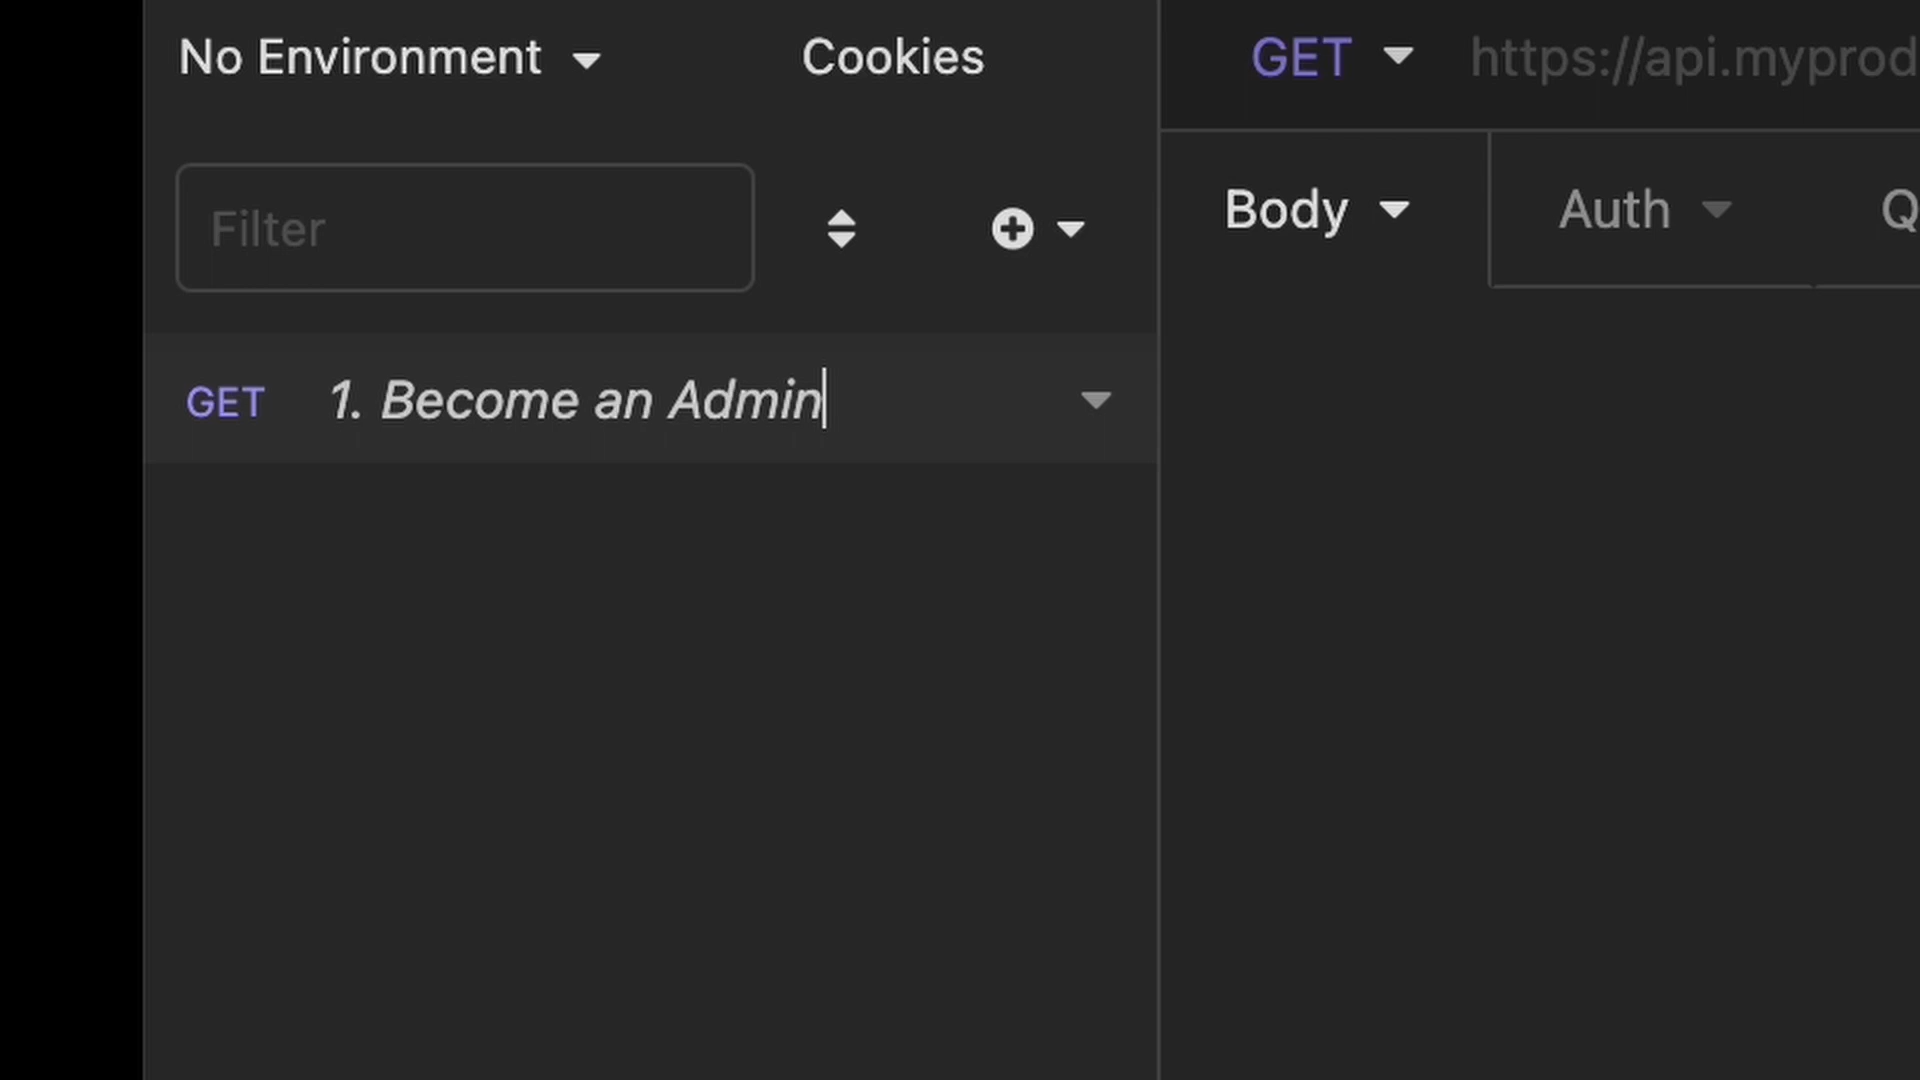 No Environment
Cookies
GET
https://api.myprod
Filter
Body
Auth
Q
GET
1. Become an Admin